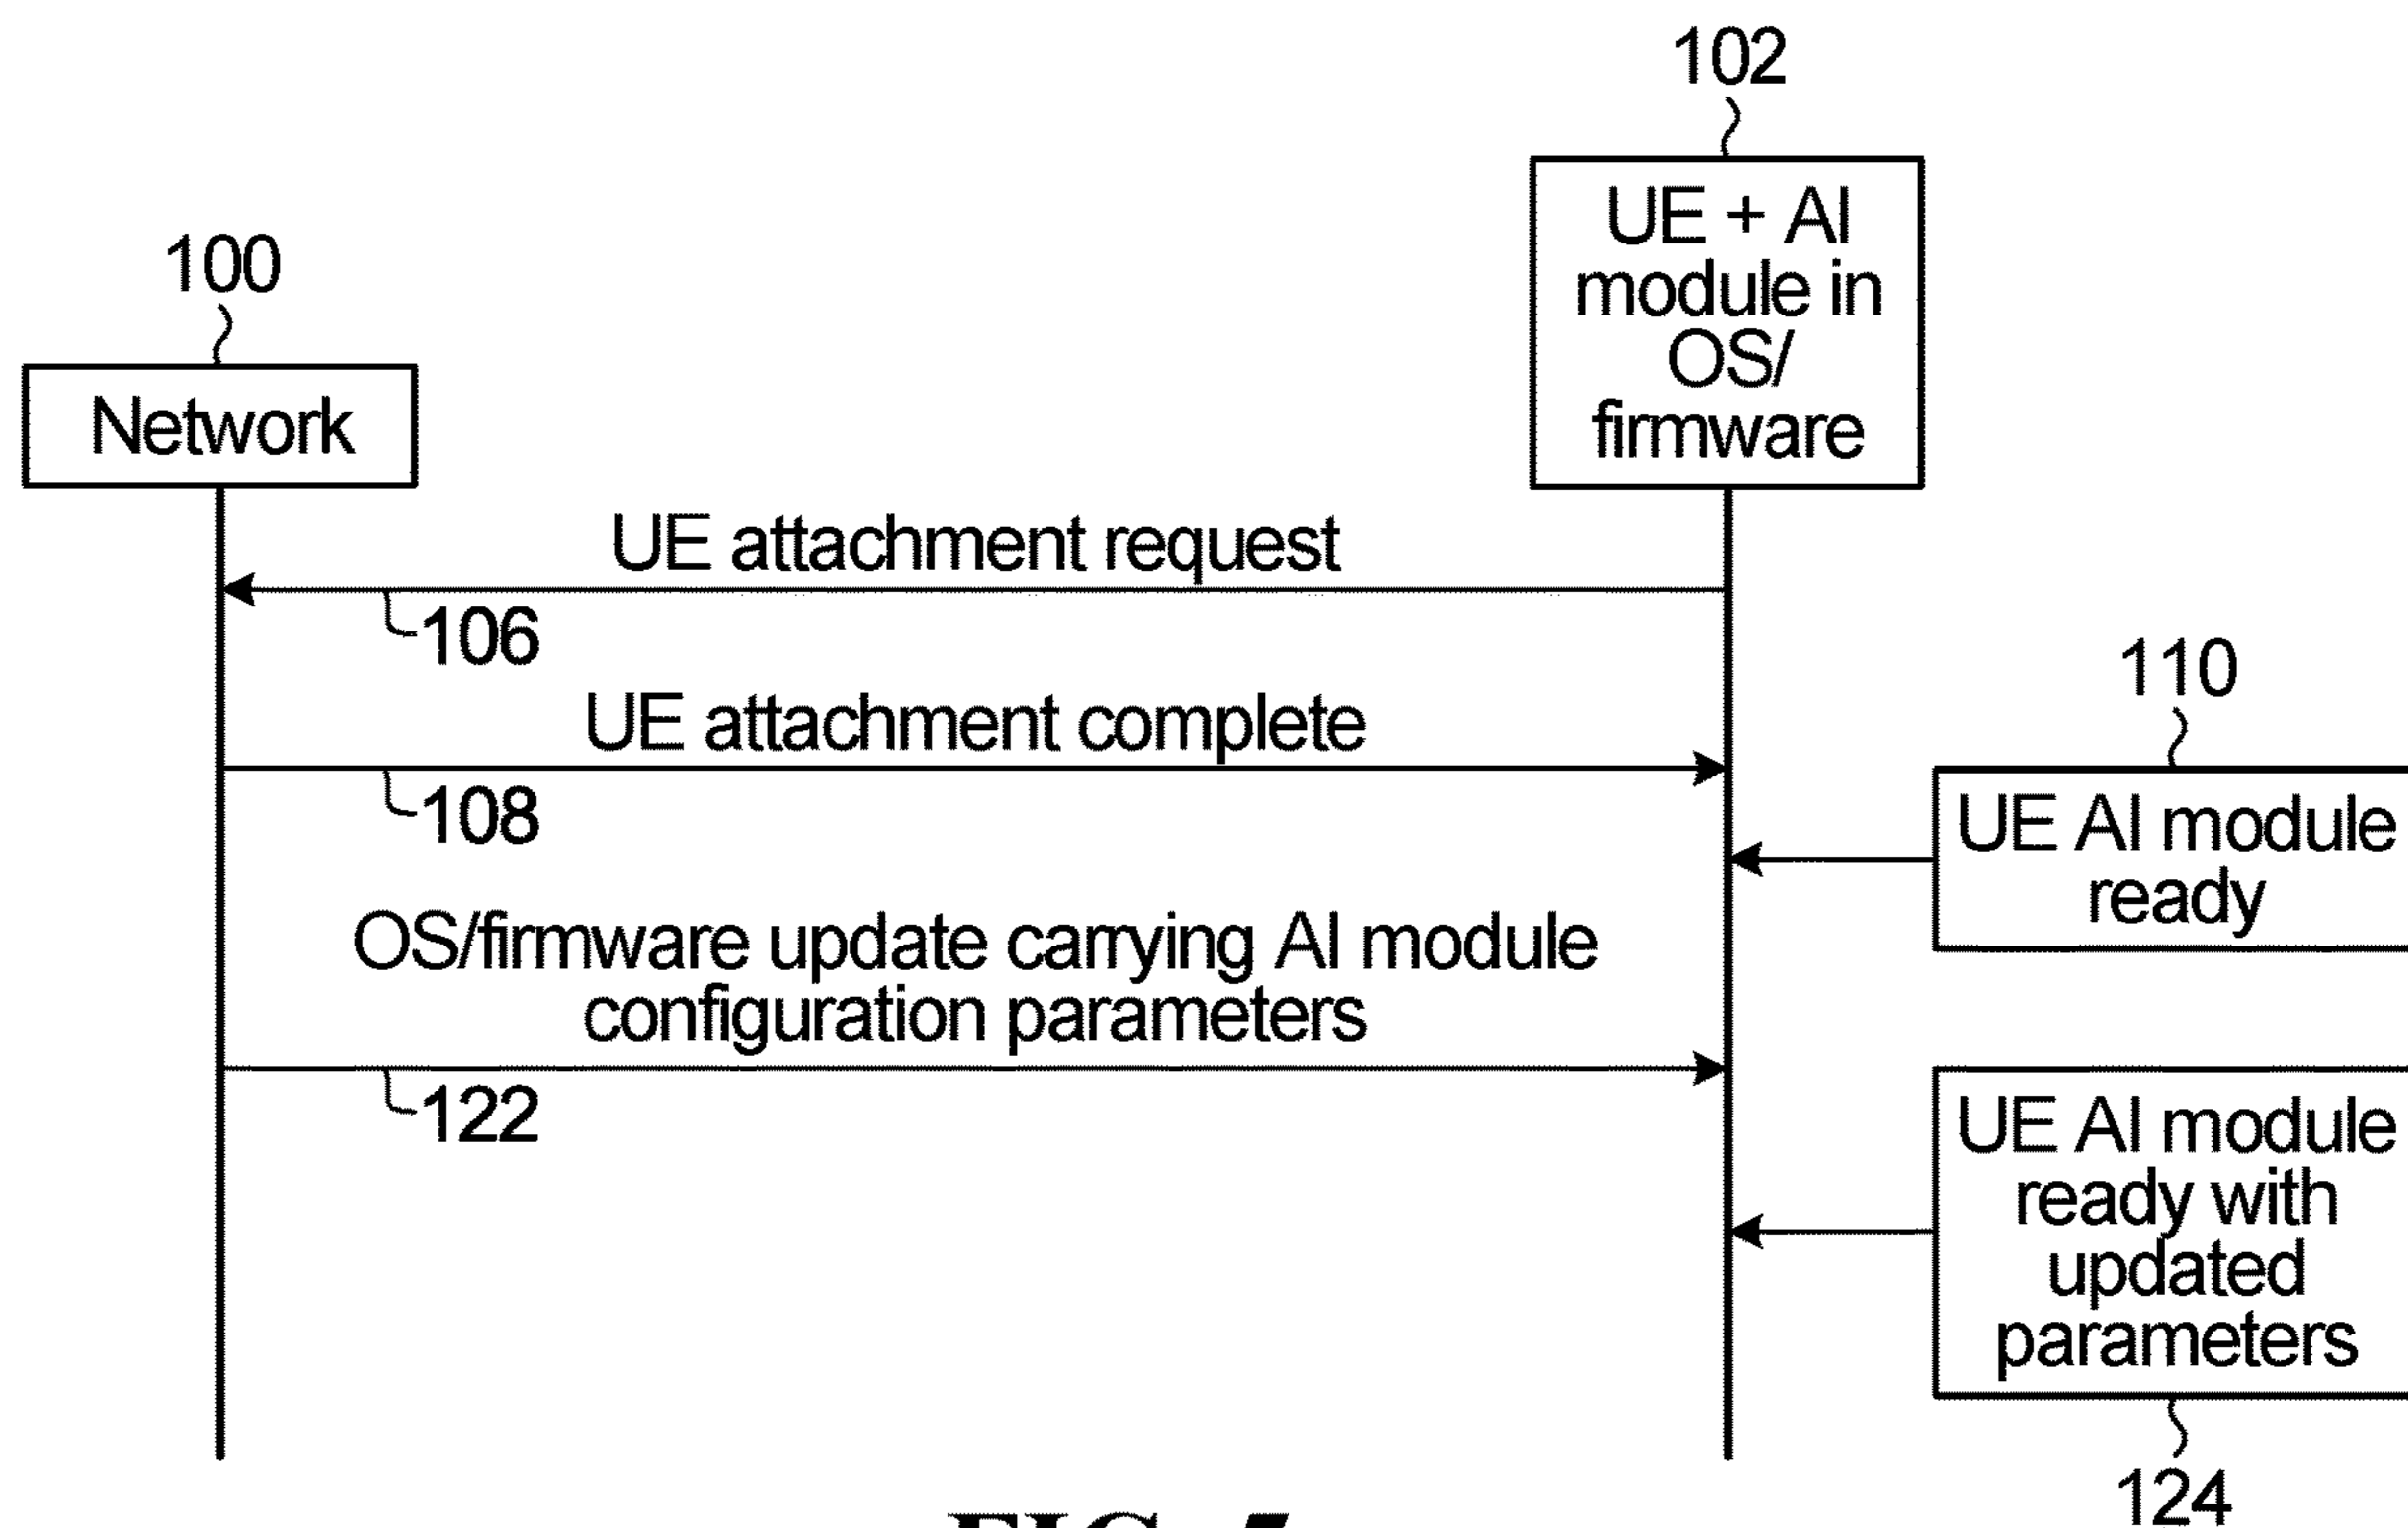 102
UE + AI
module in
OS/
firmware
100
Network
UE attachment request
106
UE attachment complete
108
110
UE AI module
ready
OS/firmware update carrying AI module
configuration parameters
122
UE AI module
ready with
updated
parameters
124